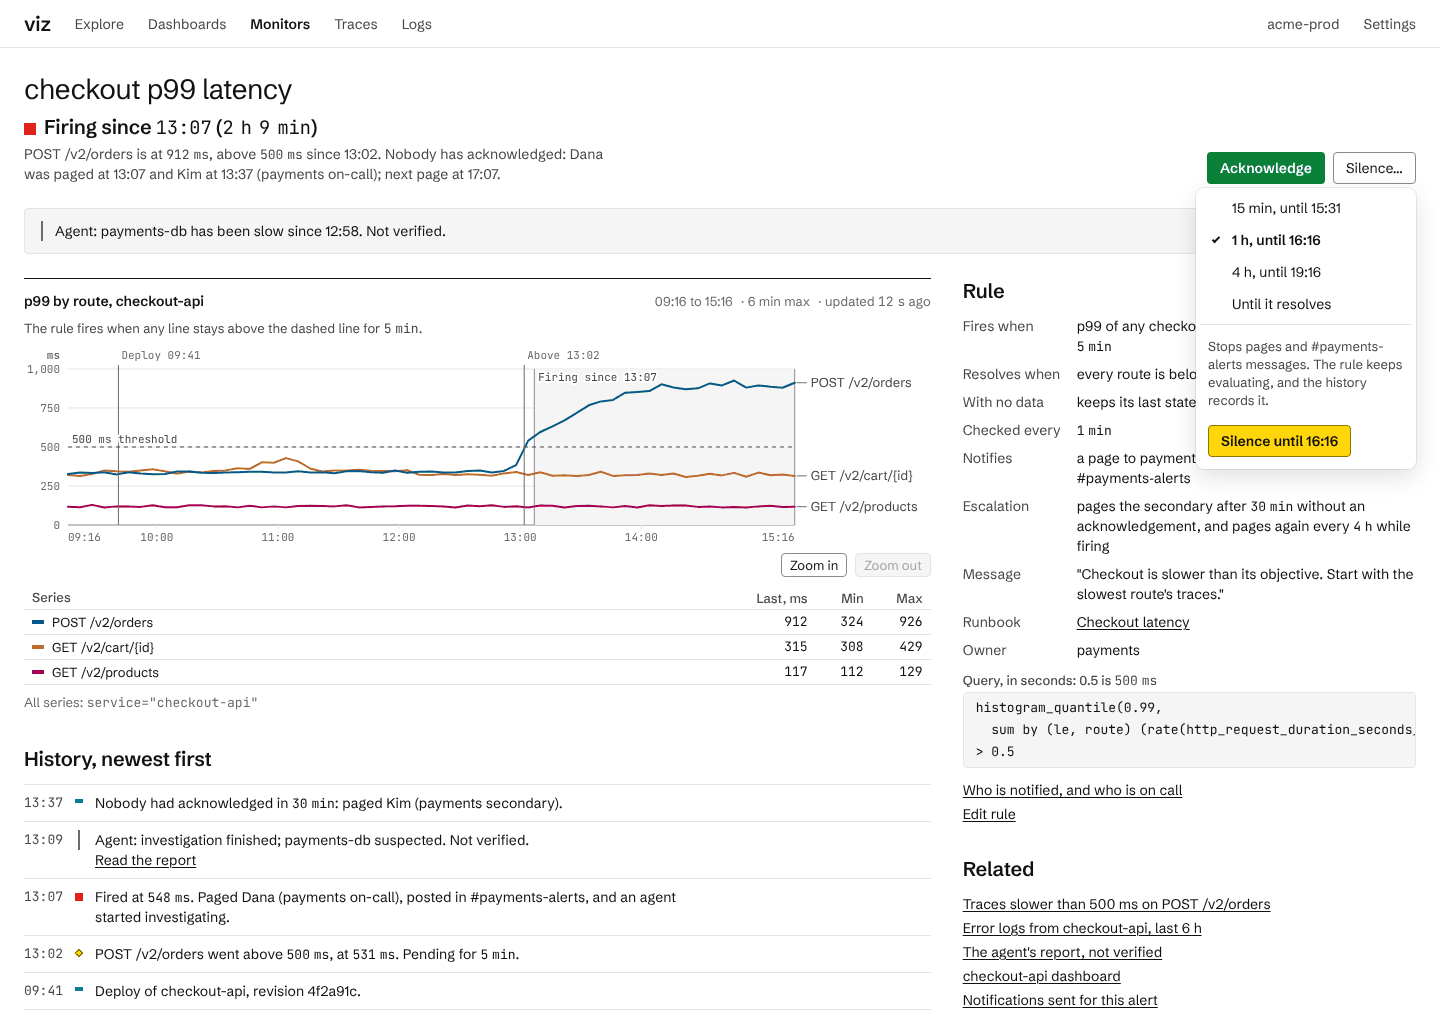 viz Explore Dashboards Monitors Traces Logs acme-prod Settings
checkout p99 latency
Firing since 13:07 (2 h 9 min)
POST /v2/orders is at 912 ms, above 500 ms since 13:02. Nobody has acknowledged: Dana
was paged at 13:07 and Kim at 13:37 (payments on-call); next page at 17:07.
Acknowledge Silence...
15 min, until 15:31
1 h, until 16:16
4 h, until 19:16
Until it resolves
Stops pages and #payments-
alerts messages. The rule keeps
evaluating, and the history
records it.
Silence until 16:16
Agent: payments-db has been slow since 12:58. Not verified.
p99 by route, checkout-api 09:16 to 15:16 · 6 min max · updated 12 s ago
The rule fires when any line stays above the dashed line for 5 min.
ms Deploy 09:41 Above 13:02
1,000 Firing since 13:07
POST /v2/orders
750
500 ms threshold
500
GET /v2/cart/{id}
250
GET /v2/products
0
09:16 10:00 11:00 12:00 13:00 14:00 15:16
Zoom in Zoom out
Series Last, ms Min Max
POST /v2/orders 912 324 926
GET /v2/cart/{id} 315 308 429
GET /v2/products 117 112 129
All series: service="checkout-api"
History, newest first
13:37 Nobody had acknowledged in 30 min: paged Kim (payments secondary).
13:09 Agent: investigation finished; payments-db suspected. Not verified.
Read the report
13:07 Fired at 548 ms. Paged Dana (payments on-call), posted in #payments-alerts, and an agent
started investigating.
13:02 POST /v2/orders went above 500 ms, at 531 ms. Pending for 5 min.
09:41 Deploy of checkout-api, revision 4f2a91c.
Rule
Fires when p99 of any checko
5 min
Resolves when every route is belo
With no data keeps its last state
Checked every 1 min
Notifies a page to payment
#payments-alerts
Escalation pages the secondary after 30 min without an
acknowledgement, and pages again every 4 h while
firing
Message "Checkout is slower than its objective. Start with the
slowest route's traces."
Runbook Checkout latency
Owner payments
Query, in seconds: 0.5 is 500 ms
histogram_quantile(0.99,
sum by (le, route) (rate(http_request_duration_seconds_
> 0.5
Who is notified, and who is on call
Edit rule
Related
Traces slower than 500 ms on POST /v2/orders
Error logs from checkout-api, last 6 h
The agent's report, not verified
checkout-api dashboard
Notifications sent for this alert